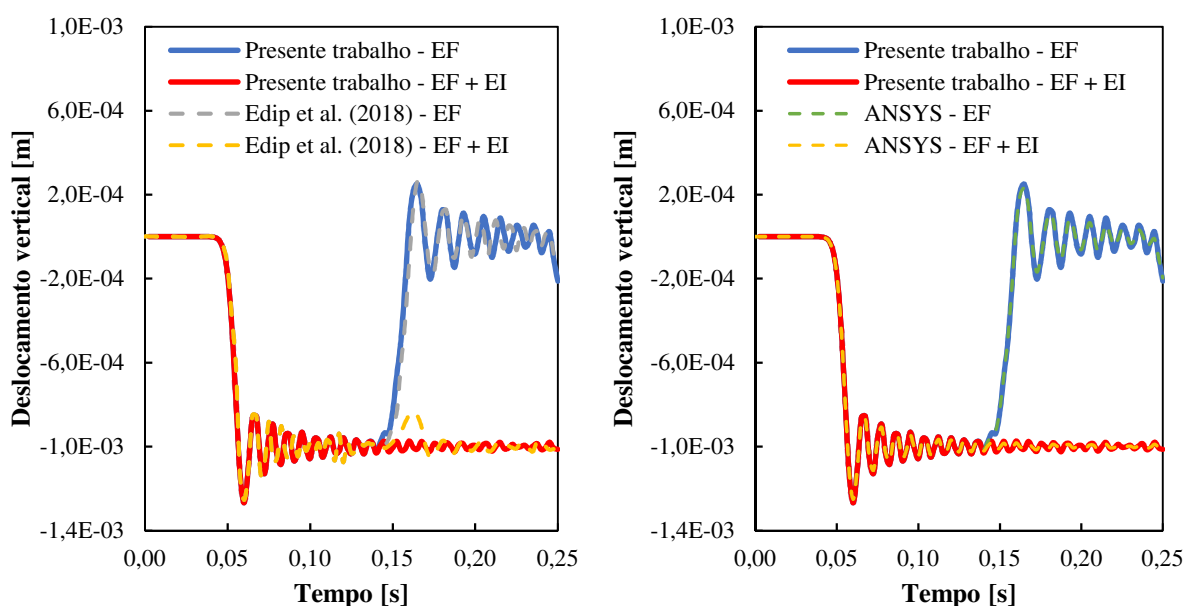 1,0E-03
6,0E-04
2,0E-04
-2,0E-04
-6,0E-04
-1,0E-03
-1,4E-03
Deslocamento vertical [m]
Presente trabalho - EF
Presente trabalho - EF + EI
Edip et al. (2018) - EF
Edip et al. (2018) - EF + EI
0,00 0,05 0,10 0,15 0,20 0,25
Tempo [s]
1,0E-03
6,0E-04
2,0E-04
-2,0E-04
-6,0E-04
-1,0E-03
-1,4E-03
Deslocamento vertical [m]
Presente trabalho - EF
Presente trabalho - EF + EI
ANSYS - EF
ANSYS - EF + EI
0,00 0,05 0,10 0,15 0,20 0,25
Tempo [s]